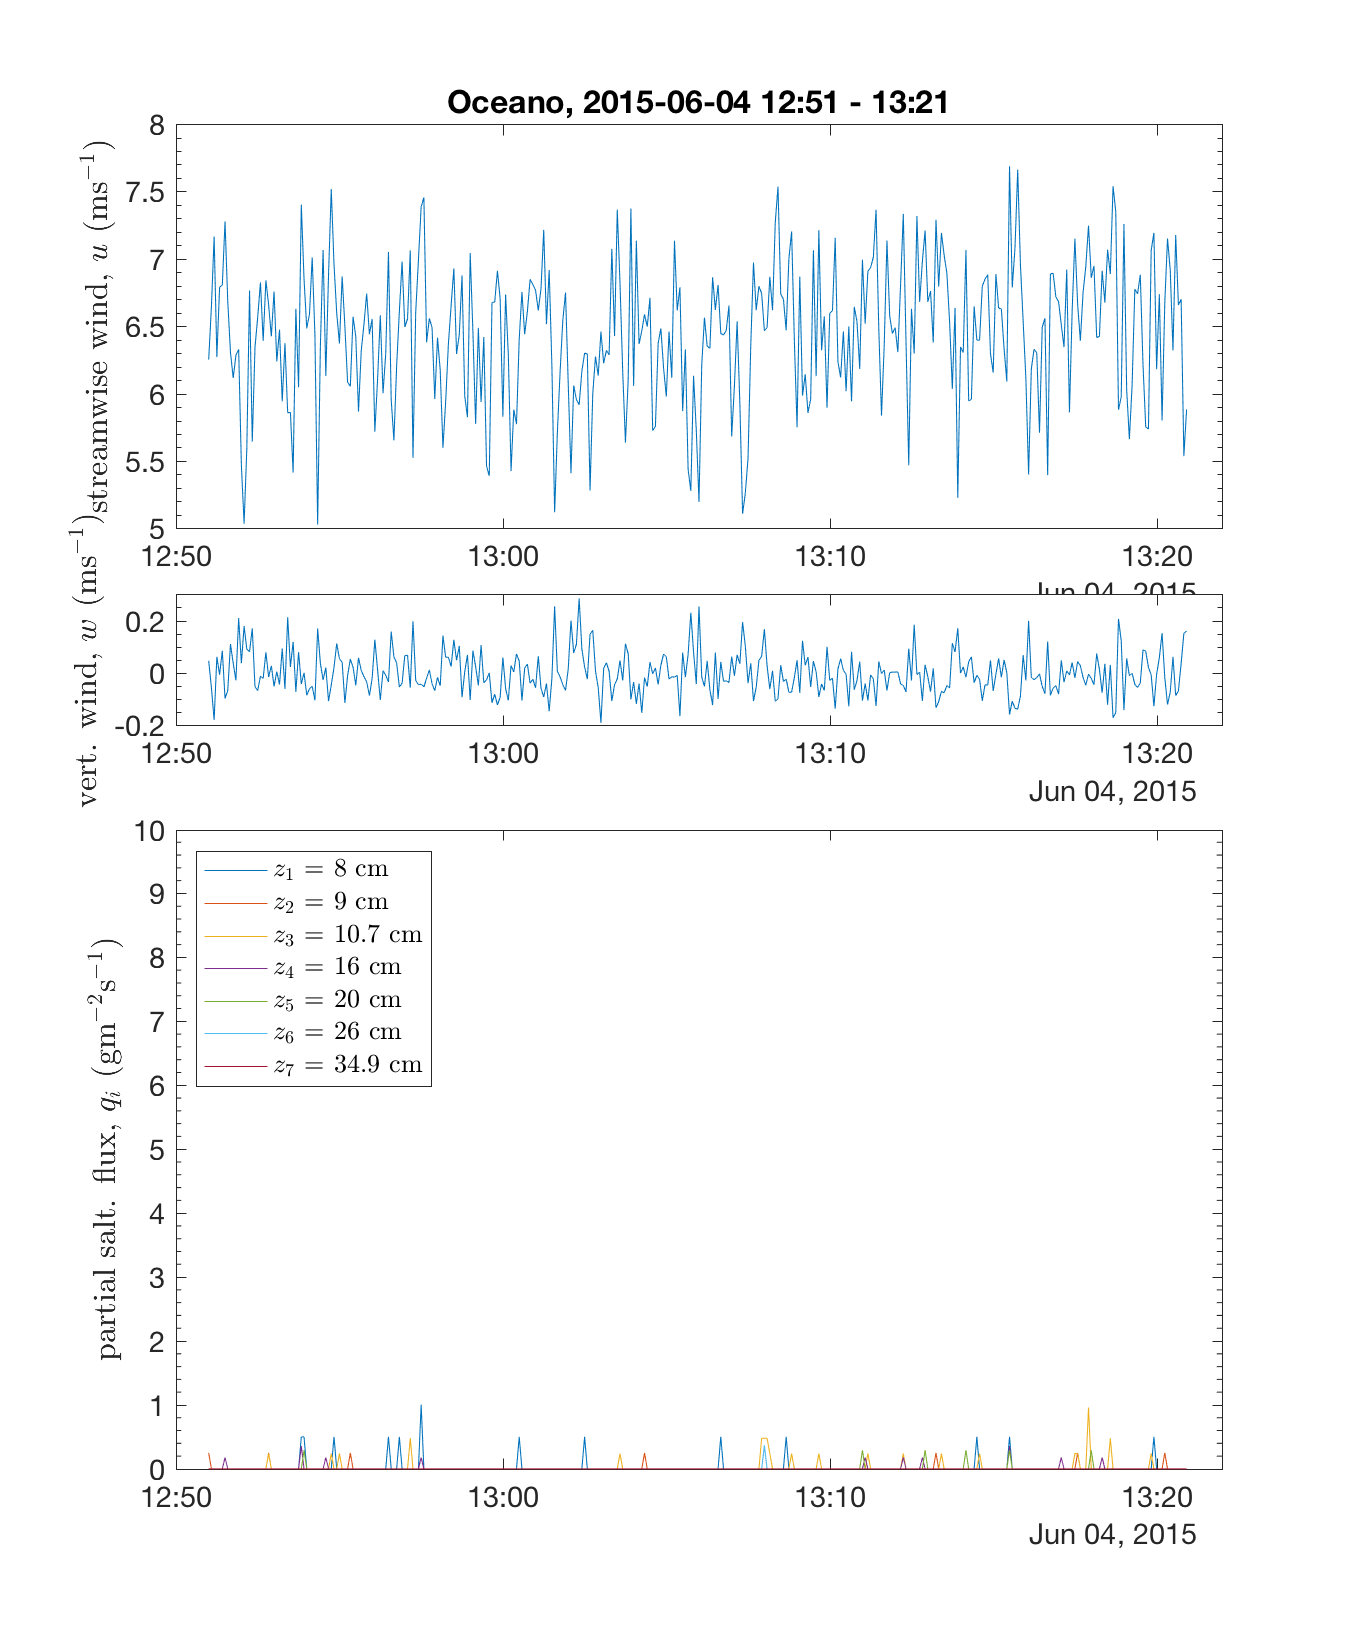 Oceano, 2015-06-04 12:51 - 13:21
streamwise wind, u (ms⁻¹)
8
7.5
7
6.5
6
5.5
5
12:50 13:00 13:10 13:20
Jun 04, 2015
vert. wind, w (ms⁻¹)
0.2
0
-0.2
12:50 13:00 13:10 13:20
Jun 04, 2015
partial salt. flux, qᵢ (gm⁻²s⁻¹)
10
9
8
7
6
5
4
3
2
1
0
z₁ = 8 cm
z₂ = 9 cm
z₃ = 10.7 cm
z₄ = 16 cm
z₅ = 20 cm
z₆ = 26 cm
z₇ = 34.9 cm
12:50 13:00 13:10 13:20
Jun 04, 2015